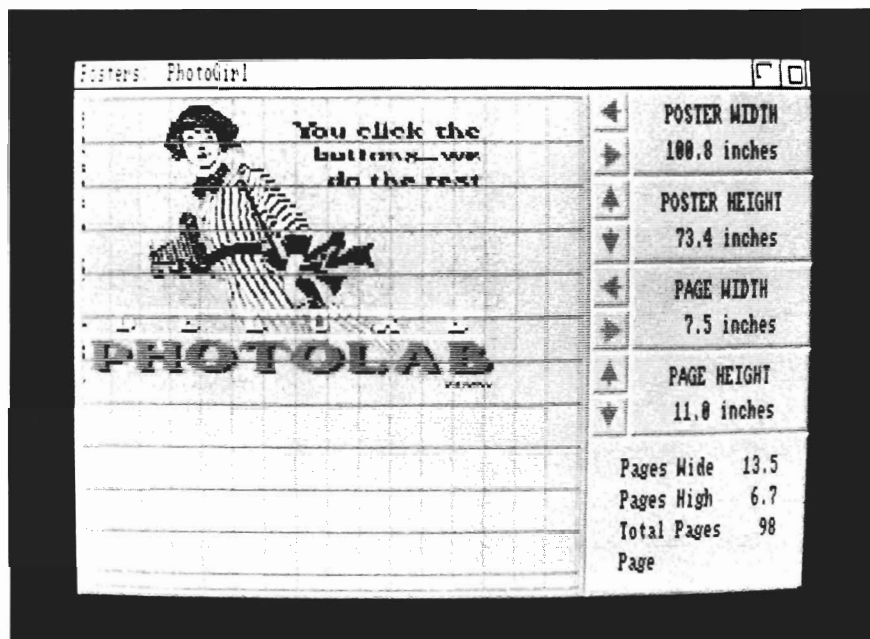 Posters: PhotoGirl
You click the
buttons...we
do the rest
PHOTOLAB
POSTER WIDTH
100.8 inches
POSTER HEIGHT
73.4 inches
PAGE WIDTH
7.5 inches
PAGE HEIGHT
11.0 inches
Pages Wide 13.5
Pages High 6.7
Total Pages 98
Page